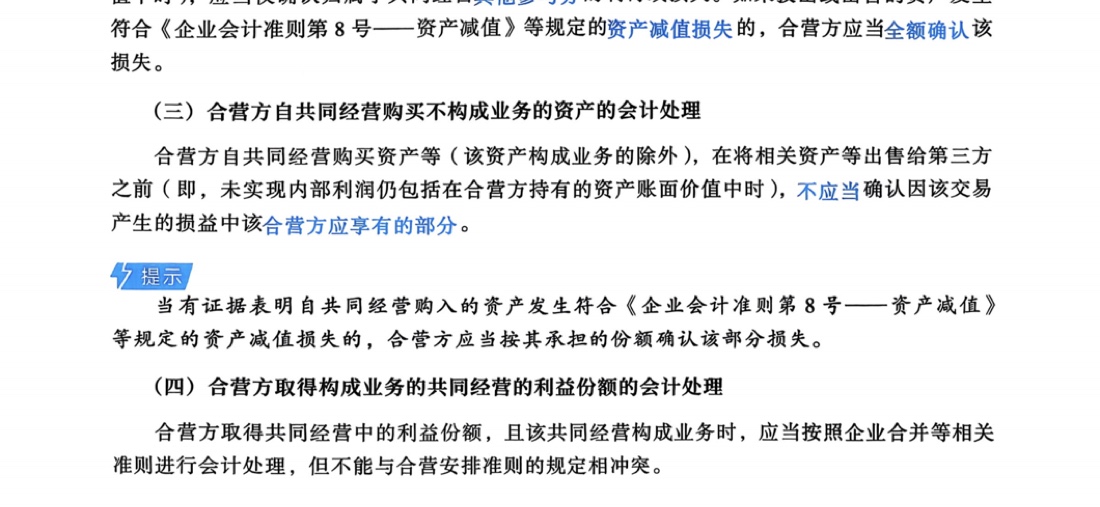 符合《企业会计准则第 8 号——资产减值》等规定的资产减值损失的，合营方应当全额确认该
损失。
（三）合营方自共同经营购买不构成业务的资产的会计处理
合营方自共同经营购买资产等（该资产构成业务的除外），在将相关资产等出售给第三方
之前（即，未实现内部利润仍包括在合营方持有的资产账面价值中时），不应当确认因该交易
产生的损益中该合营方应享有的部分。
提示
当有证据表明自共同经营购入的资产发生符合《企业会计准则第 8 号——资产减值》
等规定的资产减值损失的，合营方应当按其承担的份额确认该部分损失。
（四）合营方取得构成业务的共同经营的利益份额的会计处理
合营方取得共同经营中的利益份额，且该共同经营构成业务时，应当按照企业合并等相关
准则进行会计处理，但不能与合营安排准则的规定相冲突。